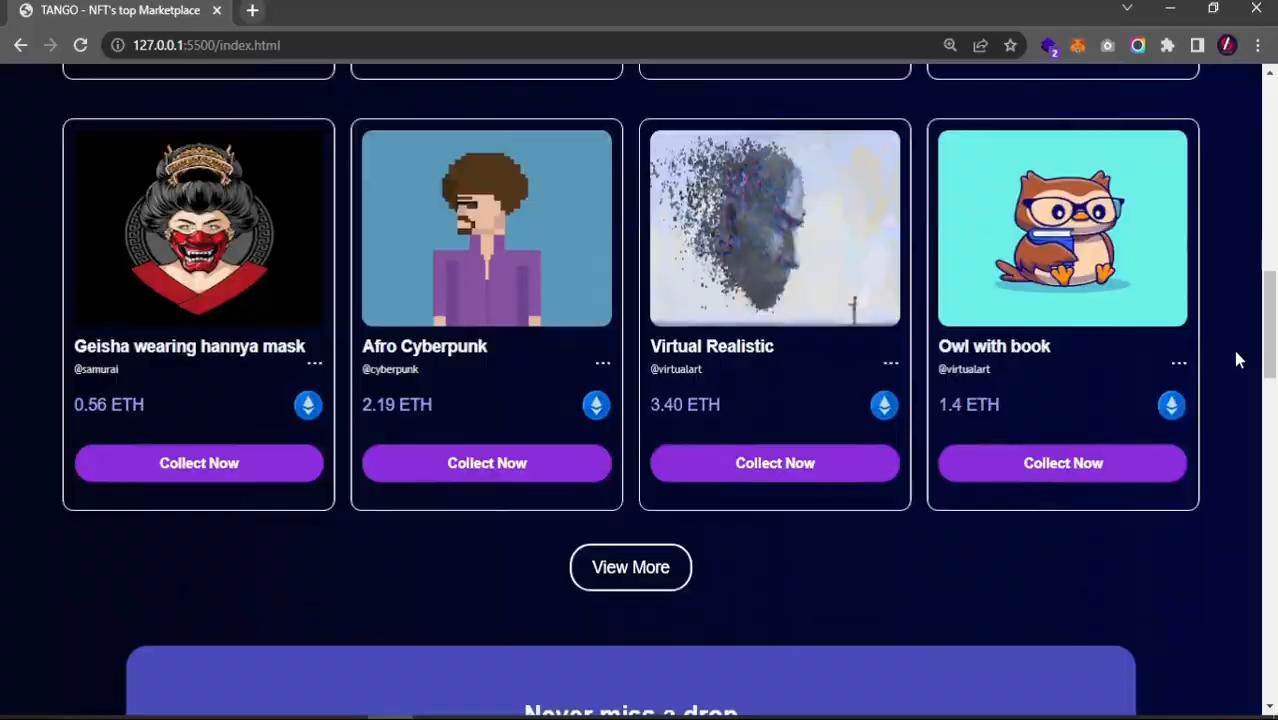 TANGO - NFT's top Marketplace
127.0.0.1:5500/index.html
2
Geisha wearing hannya mask
@samurai
0.56 ETH
Collect Now
Afro Cyberpunk
@cyberpunk
2.19 ETH
Collect Now
Virtual Realistic
@virtualart
3.40 ETH
Collect Now
Owl with book
@virtualart
1.4 ETH
Collect Now
View More
Never miss a drop